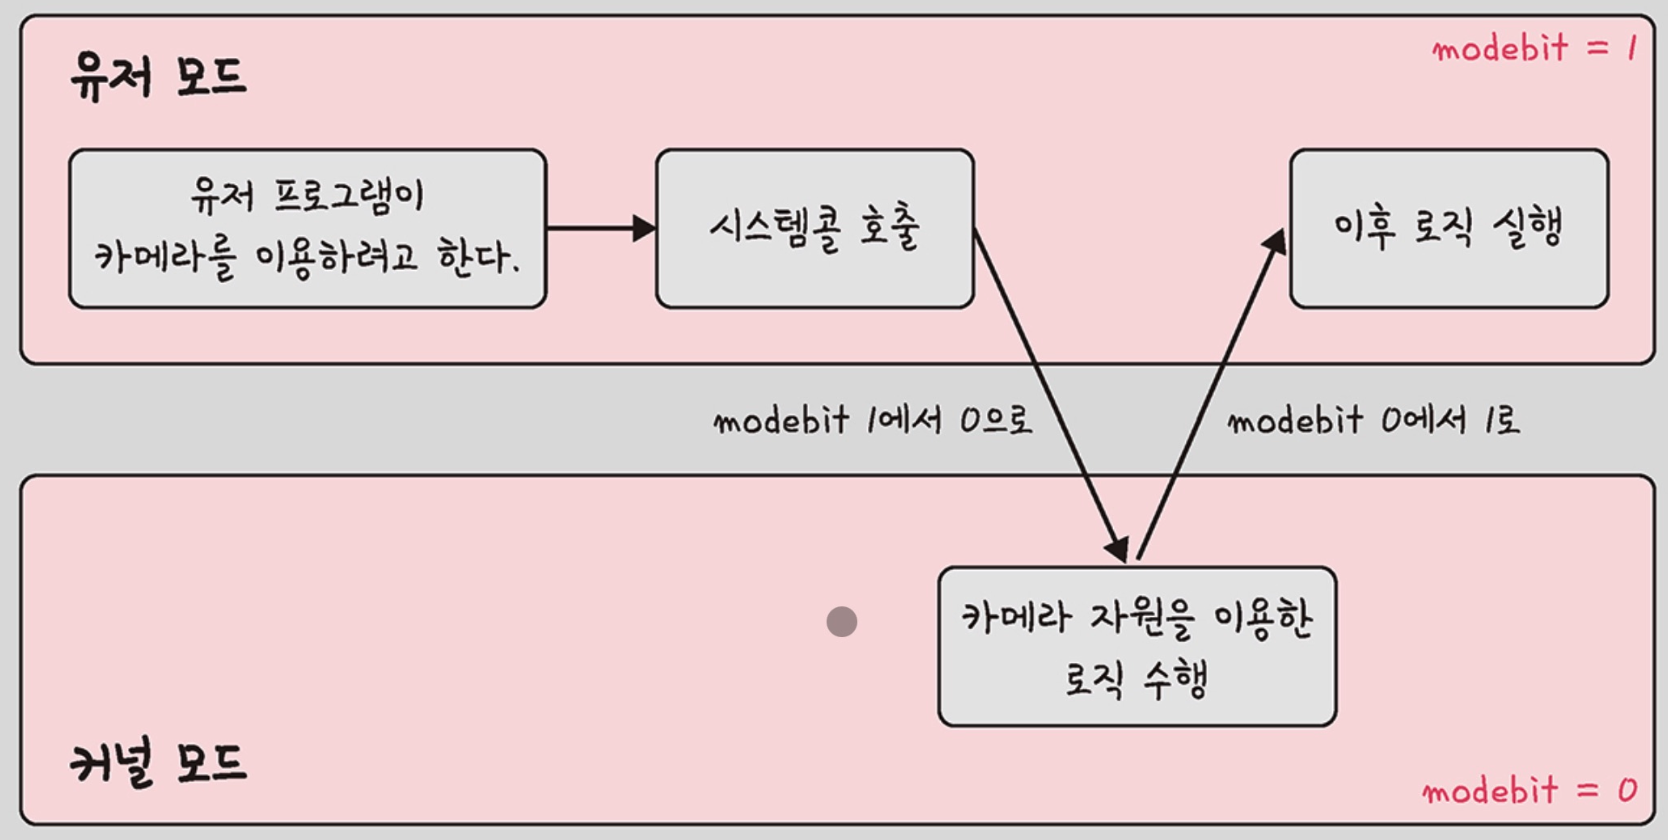 유저 모드
modebit = 1
유저 프로그램이
카메라를 이용하려고 한다.
시스템콜 호출
이후 로직 실행
modebit 1에서 0으로
modebit 0에서 1로
카메라 자원을 이용한
로직 수행
커널 모드
modebit = 0